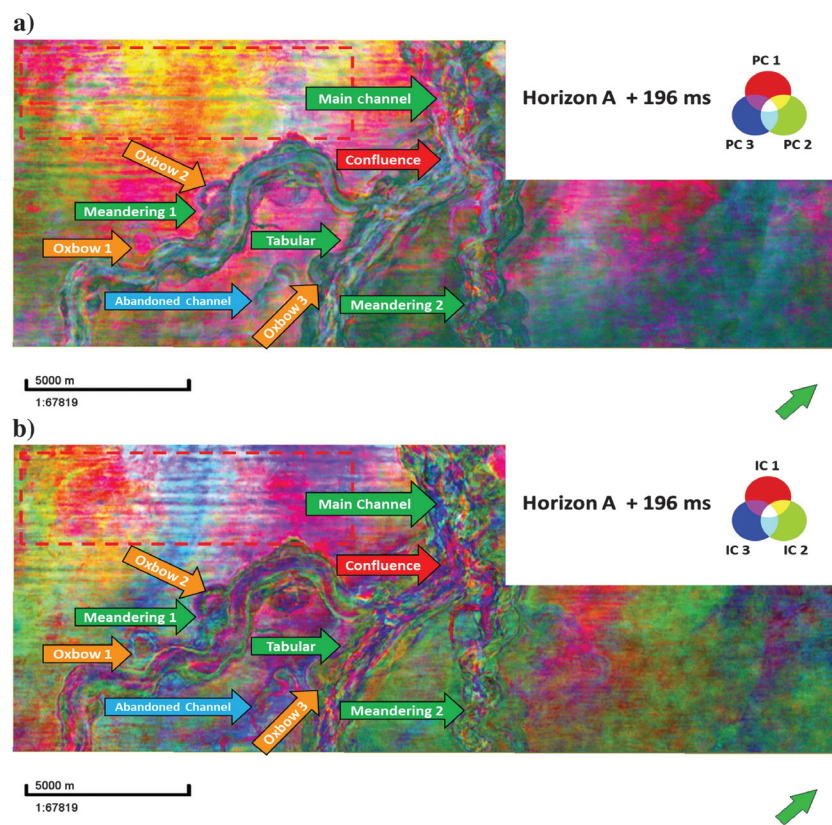 a)
PC 1
Main channel
Horizon A + 196 ms
PC 3
PC 2
Oxbow 2
Confluence
Meandering 1
Oxbow 1
Tabular
Abandoned Channel
Oxbow 3
Meandering 2
5000 m
1:67819
b)
IC 1
Main Channel
Horizon A + 196 ms
IC 3
IC 2
Oxbow 2
Confluence
Meandering 1
Oxbow 1
Tabular
Abandoned Channel
Oxbow 3
Meandering 2
5000 m
1:67819